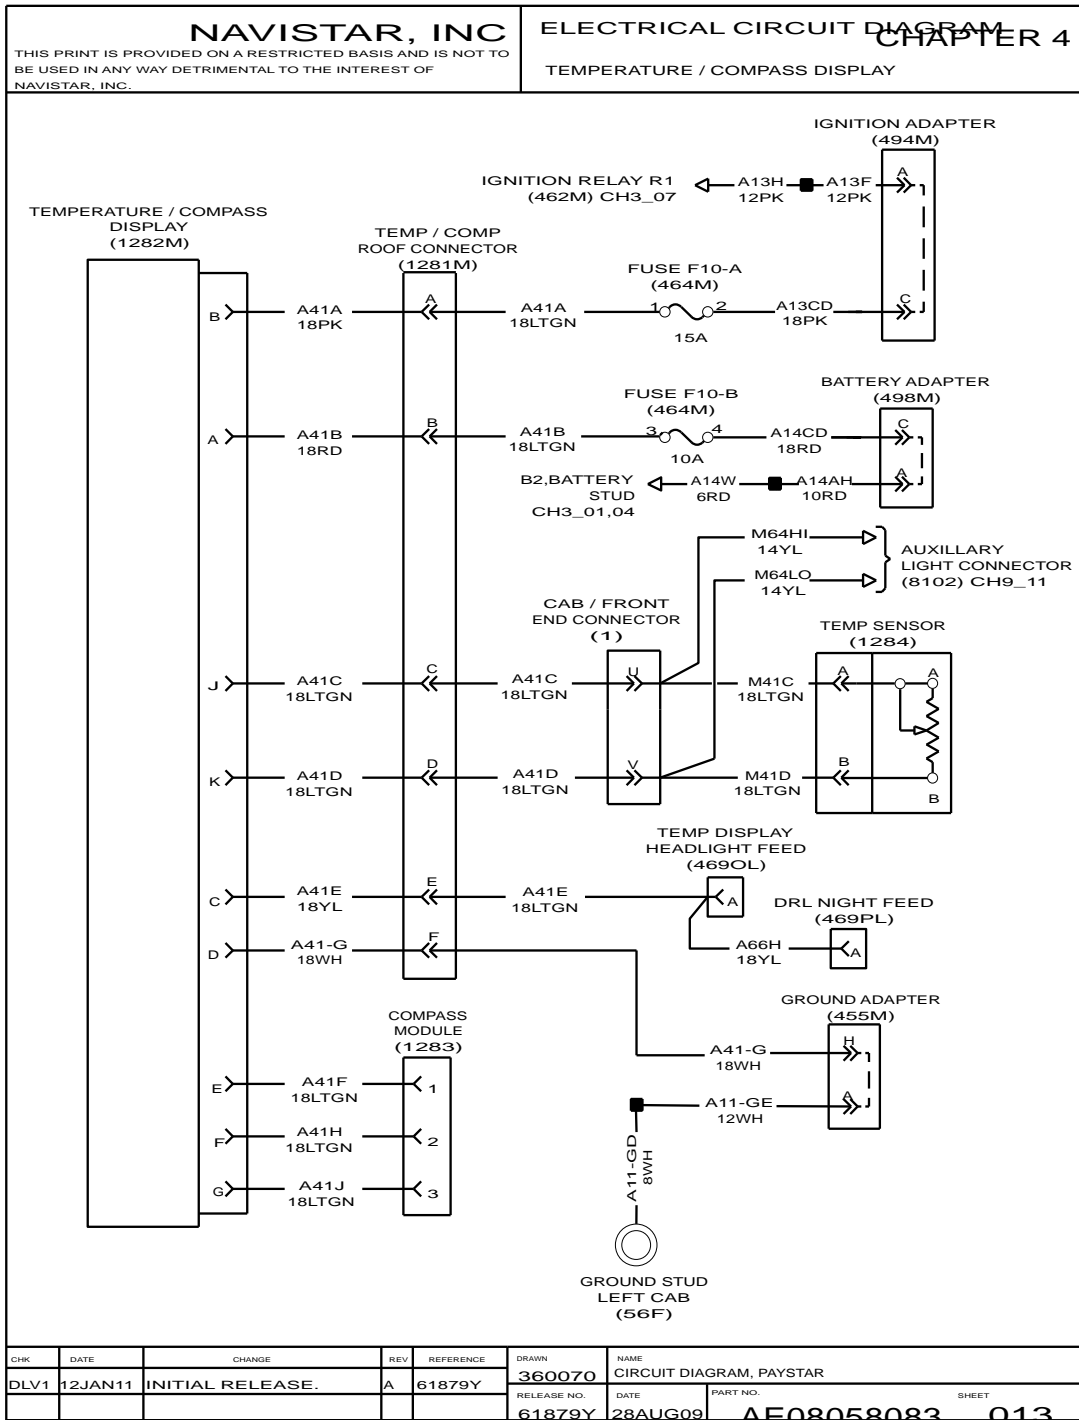 NAVISTAR, INC
THIS PRINT IS PROVIDED ON A RESTRICTED BASIS AND IS NOT TO
BE USED IN ANY WAY DETRIMENTAL TO THE INTEREST OF
NAVISTAR, INC.
ELECTRICAL CIRCUIT DIAGRAM
CHAPTER 4
TEMPERATURE / COMPASS DISPLAY
IGNITION ADAPTER
(494M)
IGNITION RELAY R1
(462M) CH3_07
A13H
12PK
A13F
12PK
A
TEMPERATURE / COMPASS
DISPLAY
(1282M)
TEMP / COMP
ROOF CONNECTOR
(1281M)
FUSE F10-A
(464M)
B
A41A
18PK
A
A41A
18LTGN
1
2
15A
A13CD
18PK
C
FUSE F10-B
(464M)
BATTERY ADAPTER
(498M)
A
A41B
18RD
B
A41B
18LTGN
3
4
10A
A14CD
18RD
C
B2,BATTERY
STUD
CH3_01,04
A14W
6RD
A14AH
10RD
A
M64HI
14YL
M64LO
14YL
AUXILLARY
LIGHT CONNECTOR
(8102) CH9_11
CAB / FRONT
END CONNECTOR
(1)
TEMP SENSOR
(1284)
J
A41C
18LTGN
C
A41C
18LTGN
U
M41C
18LTGN
A
A
K
A41D
18LTGN
D
A41D
18LTGN
V
M41D
18LTGN
B
B
TEMP DISPLAY
HEADLIGHT FEED
(469OL)
C
A41E
18YL
E
A41E
18LTGN
A
DRL NIGHT FEED
(469PL)
D
A41-G
18WH
F
A66H
18YL
A
COMPASS
MODULE
(1283)
GROUND ADAPTER
(455M)
A41-G
18WH
H
E
A41F
18LTGN
1
A11-GE
12WH
A
F
A41H
18LTGN
2
A11-GD
8WH
G
A41J
18LTGN
3
GROUND STUD
LEFT CAB
(56F)
CHK DATE CHANGE REV REFERENCE
DLV1 12JAN11 INITIAL RELEASE. A 61879Y
DRAWN
360070
NAME
CIRCUIT DIAGRAM, PAYSTAR
RELEASE NO. DATE PART NO. SHEET
61879Y 28AUG09 AE08058083 013